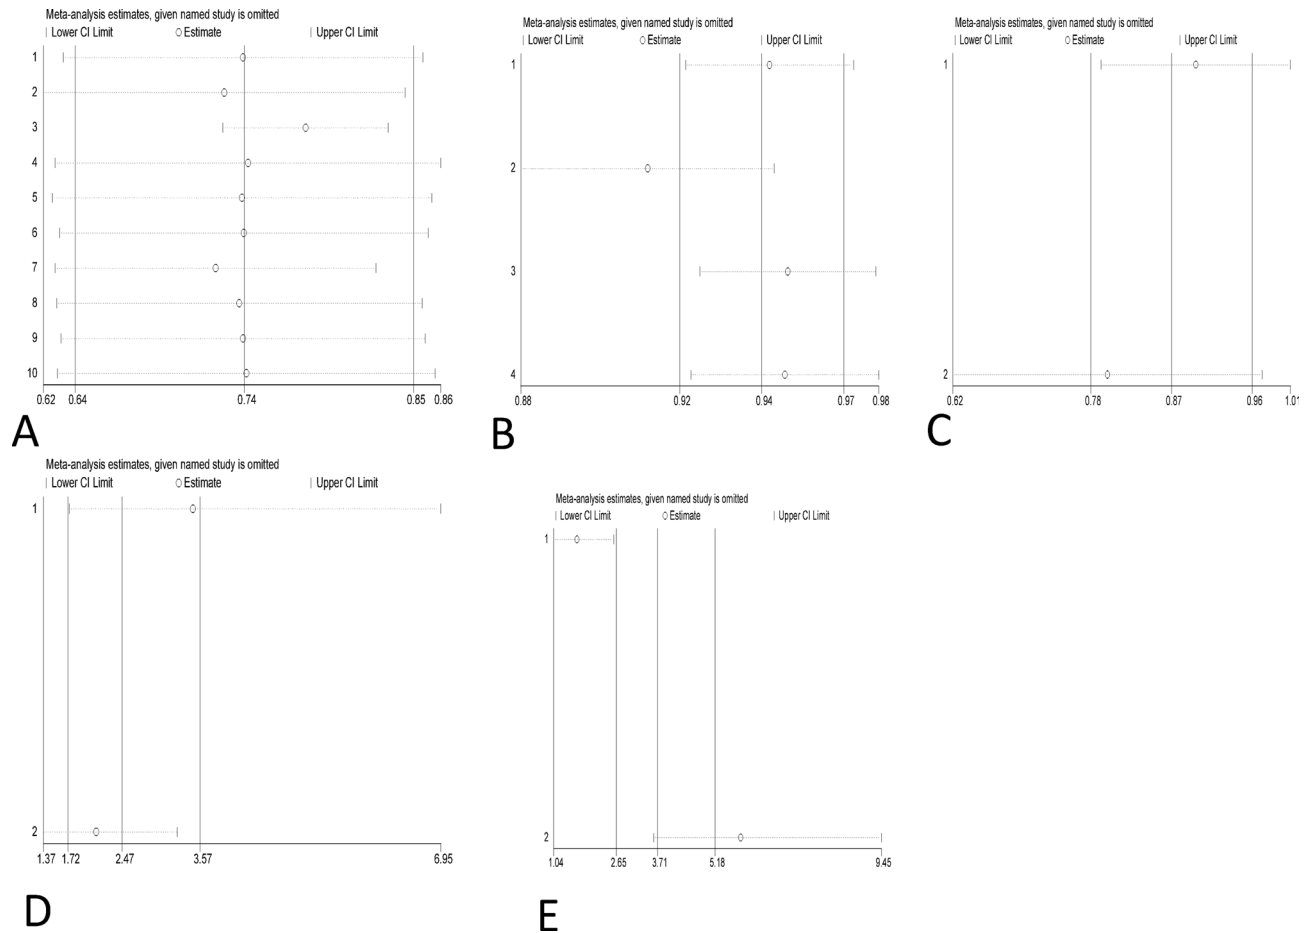 Meta-analysis estimates, given named study is omitted
| Lower CI Limit ○ Estimate | Upper CI Limit
1
2
3
4
5
6
7
8
9
10
0.62 0.64 0.74 0.85 0.86
A
Meta-analysis estimates, given named study is omitted
| Lower CI Limit ○ Estimate | Upper CI Limit
1
2
3
4
0.88 0.92 0.94 0.97 0.98
B
Meta-analysis estimates, given named study is omitted
| Lower CI Limit ○ Estimate | Upper CI Limit
1
2
0.62 0.78 0.87 0.96 1.01
C
Meta-analysis estimates, given named study is omitted
| Lower CI Limit ○ Estimate | Upper CI Limit
1
2
1.37 1.72 2.47 3.57 6.95
D
Meta-analysis estimates, given named study is omitted
| Lower CI Limit ○ Estimate | Upper CI Limit
1
2
1.04 2.65 3.71 5.18 9.45
E